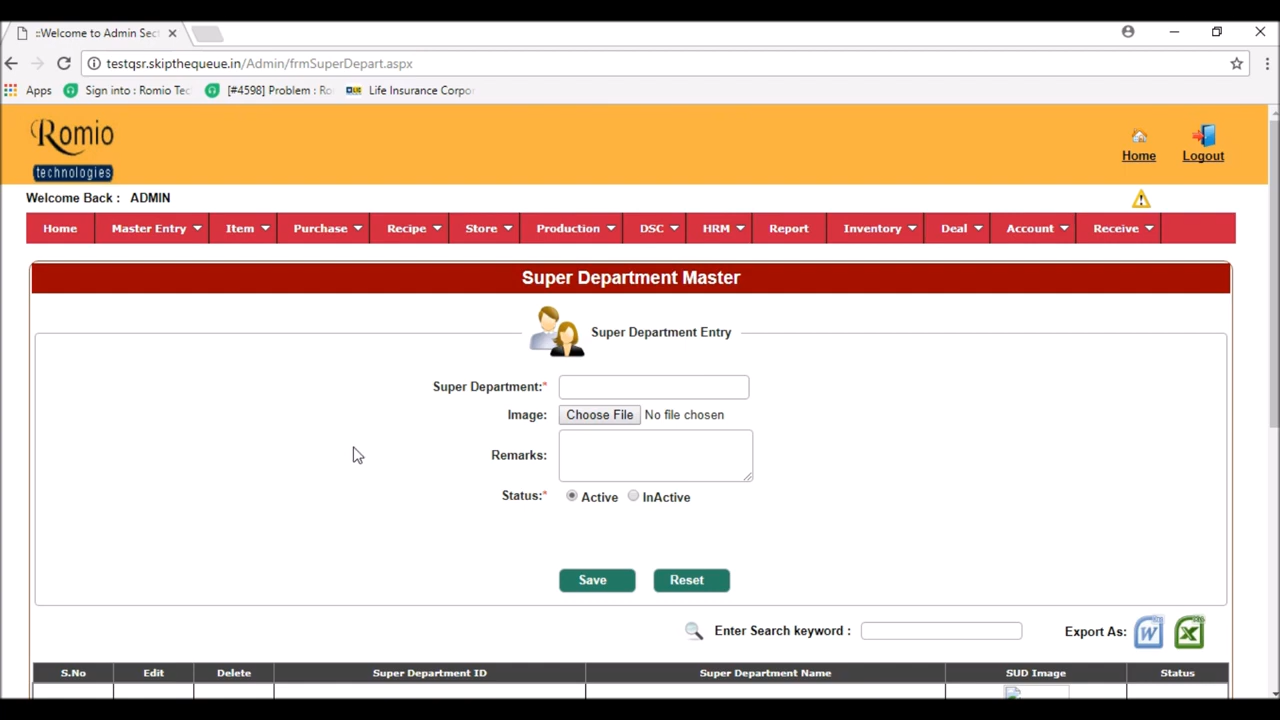 ::Welcome to Admin Sec
testqsr.skipthequeue.in/Admin/frmSuperDepart.aspx
Apps Sign into : Romio Tec [#4598] Problem : Ro Life Insurance Corpo
Romio
technologies
Home Logout
Welcome Back : ADMIN
Home Master Entry Item Purchase Recipe Store Production DSC HRM Report Inventory Deal Account Receive
Super Department Master
Super Department Entry
Super Department:*
Image: Choose File No file chosen
Remarks:
Status:* Active InActive
Save Reset
Enter Search keyword : Export As:
S.No Edit Delete Super Department ID Super Department Name SUD Image Status